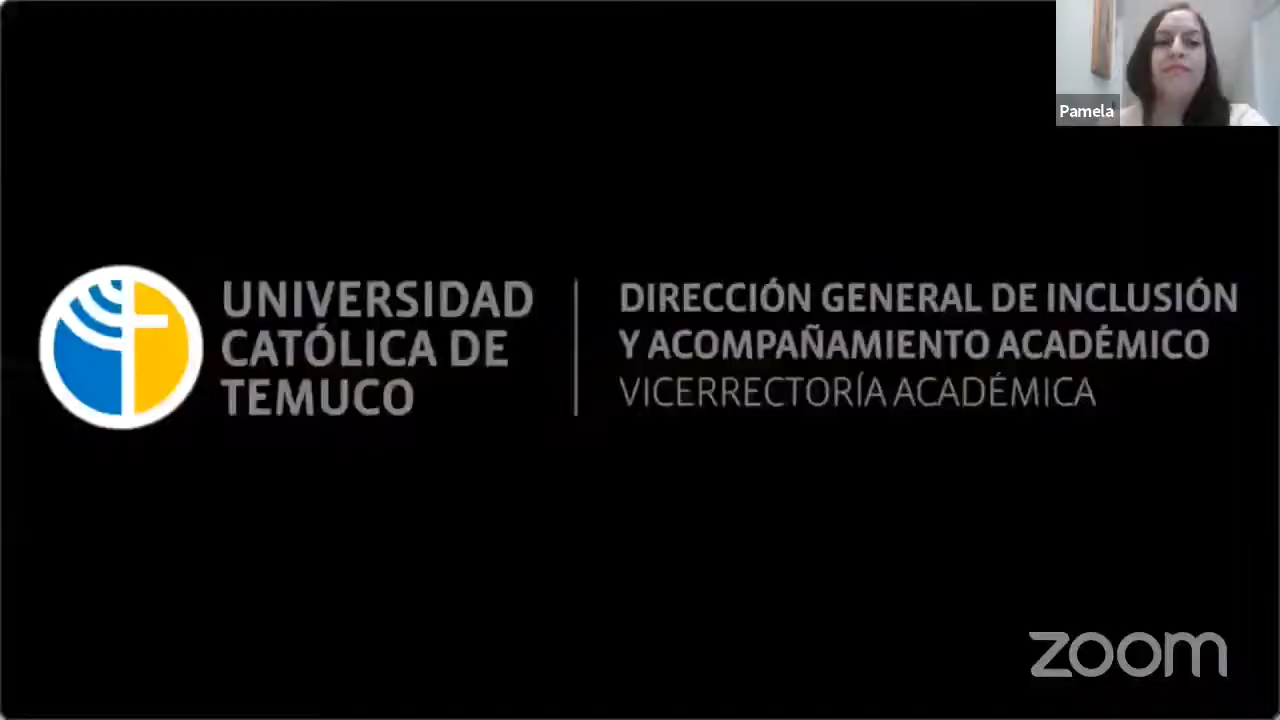 Pamela
UNIVERSIDAD
CATÓLICA DE
TEMUCO
DIRECCIÓN GENERAL DE INCLUSIÓN
Y ACOMPAÑAMIENTO ACADÉMICO
VICERRECTORÍA ACADÉMICA
zoom